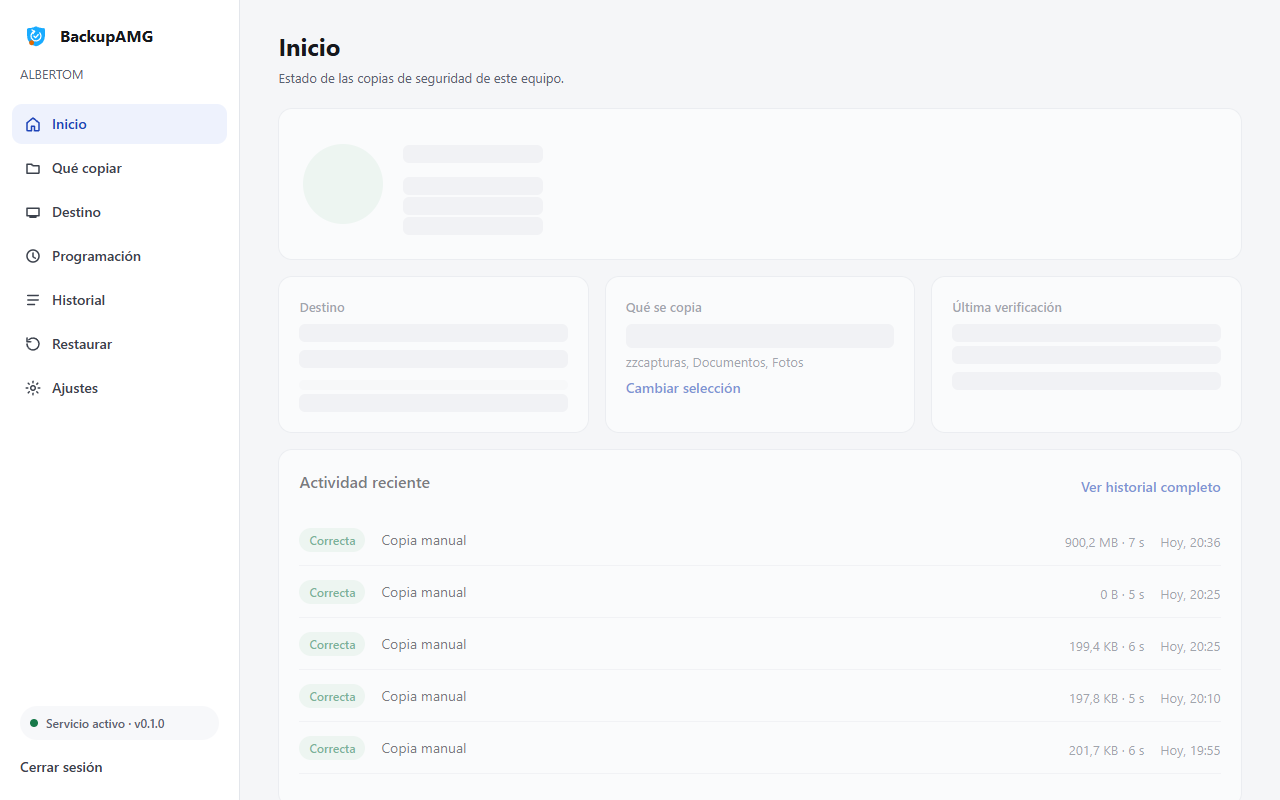 BackupAMG
ALBERTOM
Inicio
Qué copiar
Destino
Programación
Historial
Restaurar
Ajustes
Servicio activo · v0.1.0
Cerrar sesión
Inicio
Estado de las copias de seguridad de este equipo.
Destino
Qué se copia
zzcapturas, Documentos, Fotos
Cambiar selección
Última verificación
Actividad reciente
Ver historial completo
Correcta Copia manual 900,2 MB · 7 s Hoy, 20:36
Correcta Copia manual 0 B · 5 s Hoy, 20:25
Correcta Copia manual 199,4 KB · 6 s Hoy, 20:25
Correcta Copia manual 197,8 KB · 5 s Hoy, 20:10
Correcta Copia manual 201,7 KB · 6 s Hoy, 19:55